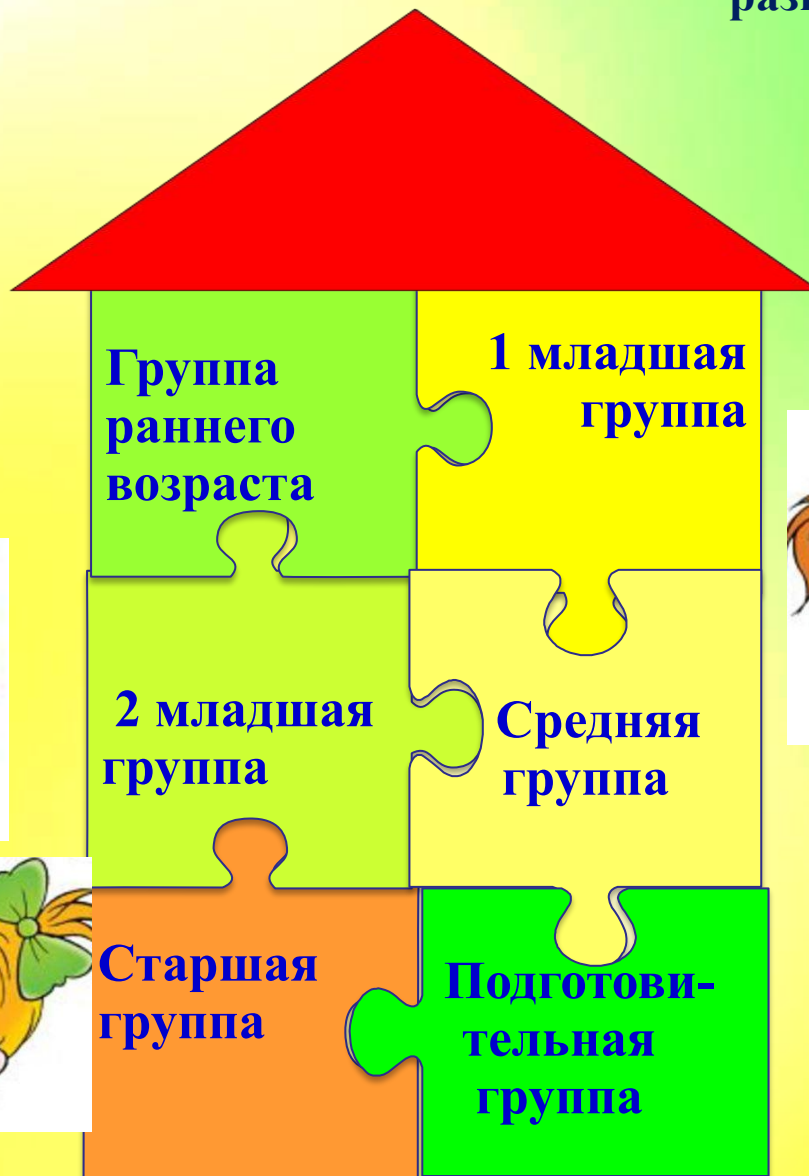 Группа
раннего
возраста
1 младшая
группа
2 младшая
группа
Средняя
группа
Старшая
группа
Подготови-
тельная
группа